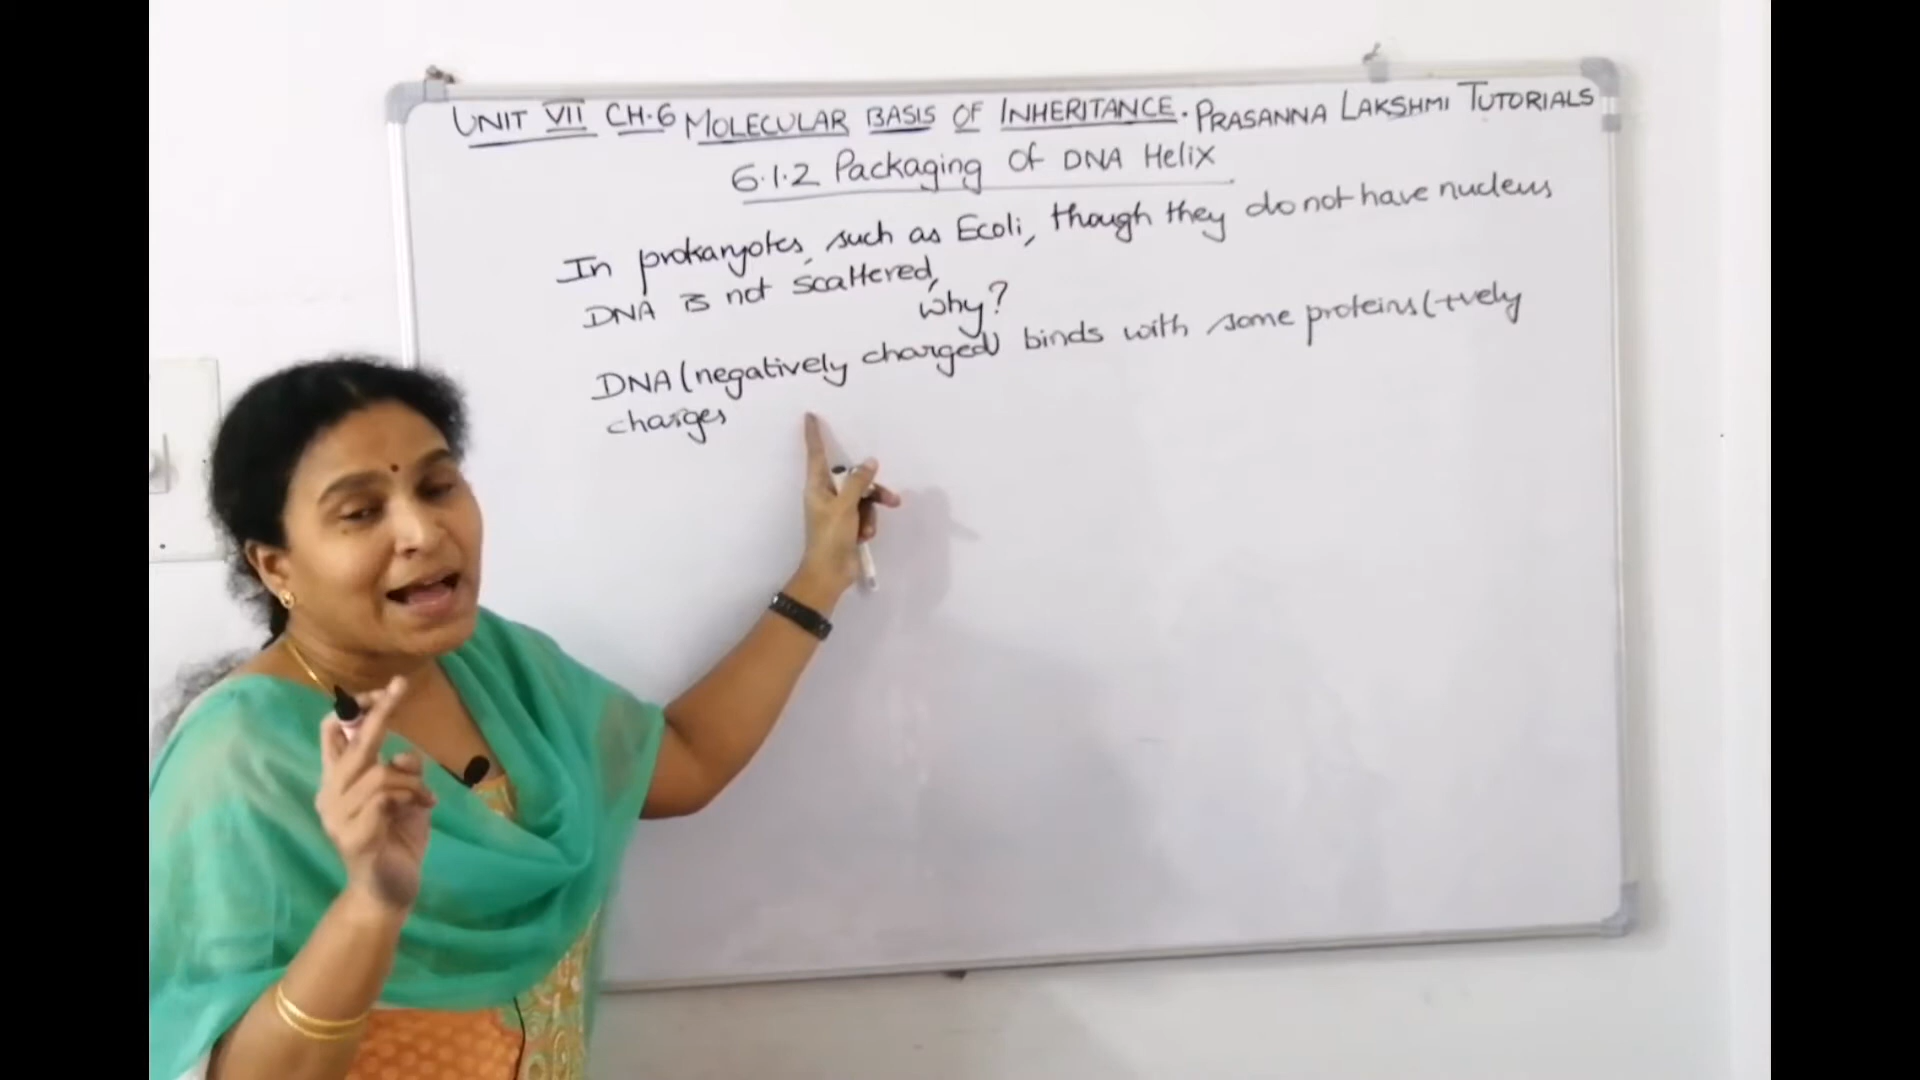 UNIT VII CH.6 MOLECULAR BASIS OF INHERITANCE. PRASANNA LAKSHMI TUTORIALS
6.1.2 Packaging Of DNA Helix
In prokaryotes, such as Ecoli, though they do not have nucleus
DNA is not scattered,
why?
DNA (negatively charged) binds with some proteins (+vely
charges